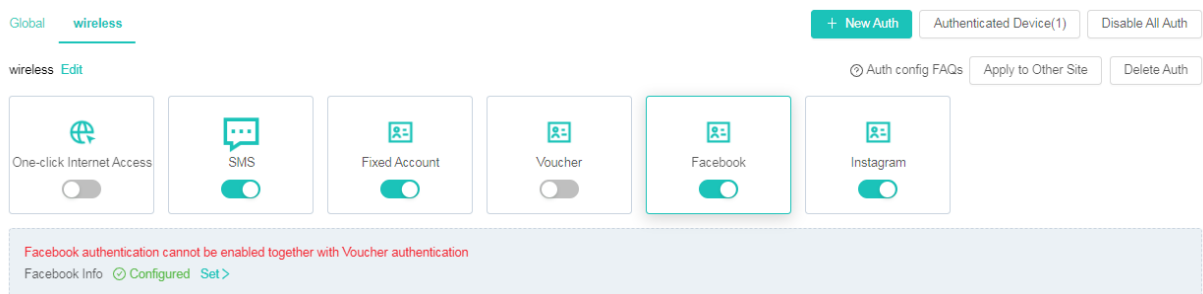 Global wireless + New Auth Authenticated Device(1) Disable All Auth
wireless Edit Auth config FAQs Apply to Other Site Delete Auth
One-click Internet Access SMS Fixed Account Voucher Facebook Instagram
Facebook authentication cannot be enabled together with Voucher authentication
Facebook Info Configured Set >